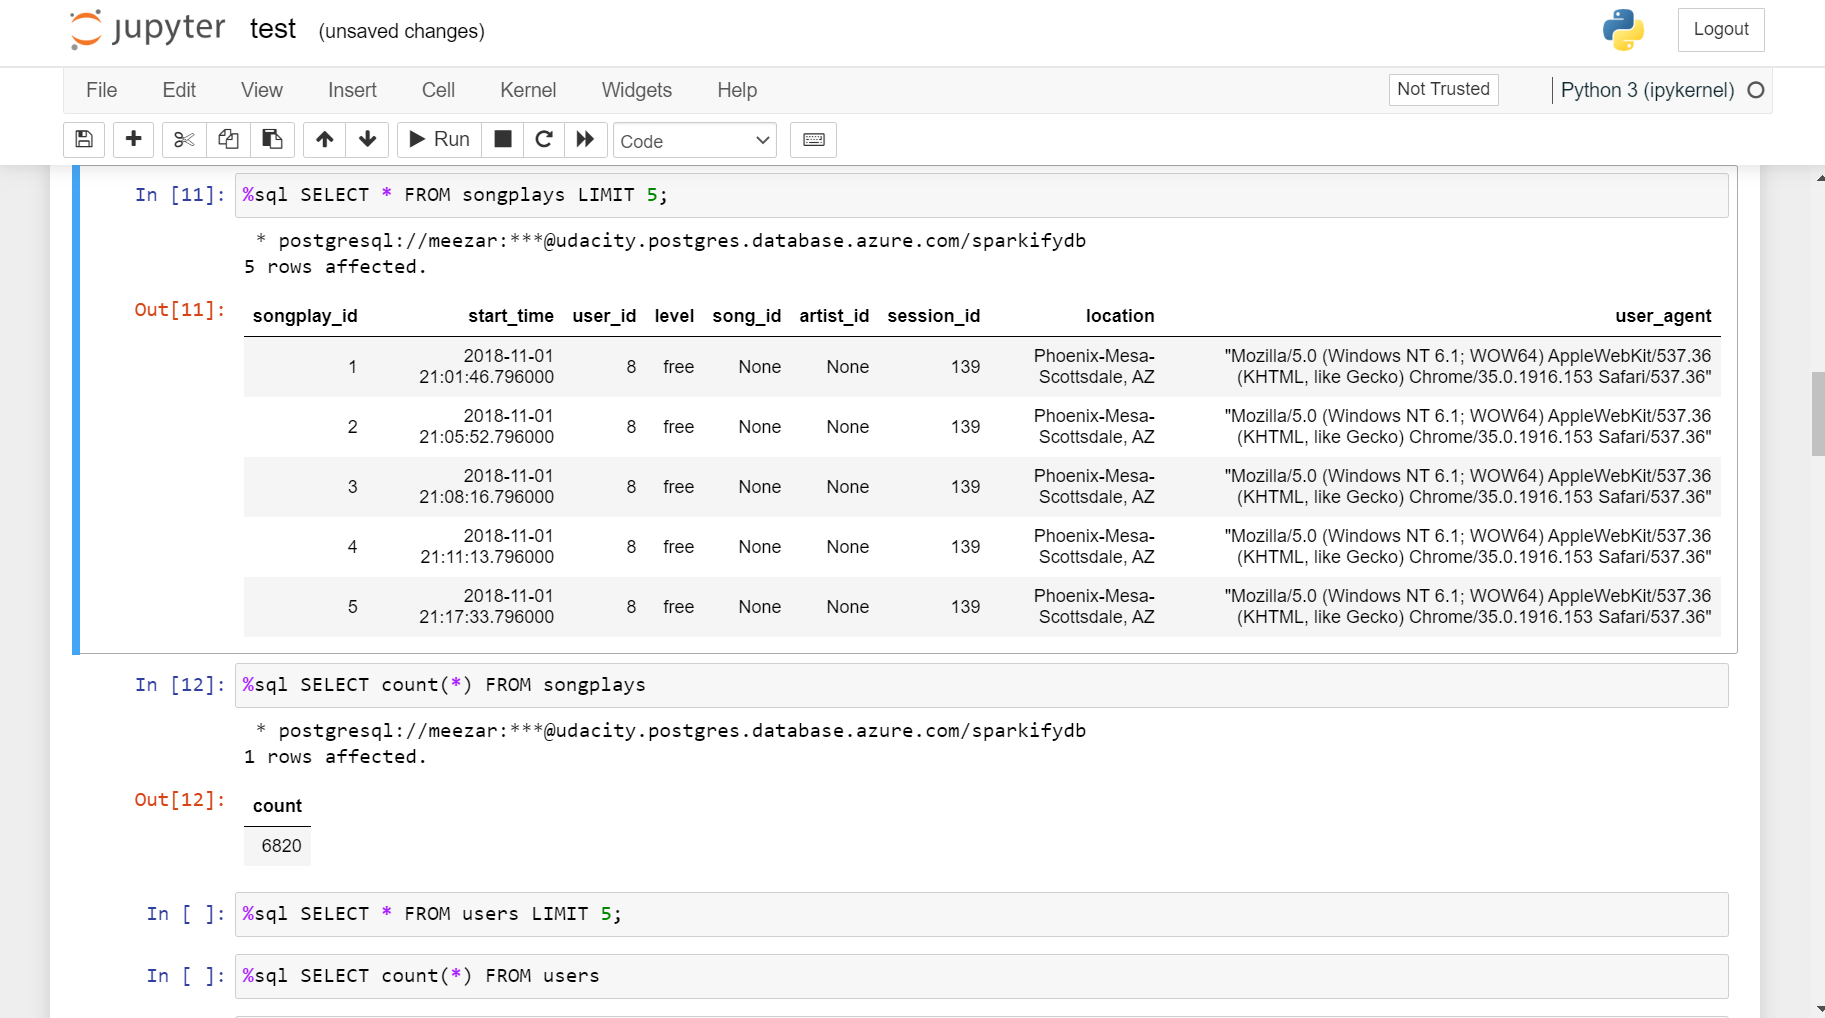 jupyter test (unsaved changes) Logout
File Edit View Insert Cell Kernel Widgets Help Not Trusted Python 3 (ipykernel)
Run Code
In [11]: %sql SELECT * FROM songplays LIMIT 5;
* postgresql://meezar:***@udacity.postgres.database.azure.com/sparkifydb
5 rows affected.
Out[11]:
songplay_id start_time user_id level song_id artist_id session_id location user_agent
1 2018-11-01 21:01:46.796000 8 free None None 139 Phoenix-Mesa-Scottsdale, AZ "Mozilla/5.0 (Windows NT 6.1; WOW64) AppleWebKit/537.36 (KHTML, like Gecko) Chrome/35.0.1916.153 Safari/537.36"
2 2018-11-01 21:05:52.796000 8 free None None 139 Phoenix-Mesa-Scottsdale, AZ "Mozilla/5.0 (Windows NT 6.1; WOW64) AppleWebKit/537.36 (KHTML, like Gecko) Chrome/35.0.1916.153 Safari/537.36"
3 2018-11-01 21:08:16.796000 8 free None None 139 Phoenix-Mesa-Scottsdale, AZ "Mozilla/5.0 (Windows NT 6.1; WOW64) AppleWebKit/537.36 (KHTML, like Gecko) Chrome/35.0.1916.153 Safari/537.36"
4 2018-11-01 21:11:13.796000 8 free None None 139 Phoenix-Mesa-Scottsdale, AZ "Mozilla/5.0 (Windows NT 6.1; WOW64) AppleWebKit/537.36 (KHTML, like Gecko) Chrome/35.0.1916.153 Safari/537.36"
5 2018-11-01 21:17:33.796000 8 free None None 139 Phoenix-Mesa-Scottsdale, AZ "Mozilla/5.0 (Windows NT 6.1; WOW64) AppleWebKit/537.36 (KHTML, like Gecko) Chrome/35.0.1916.153 Safari/537.36"
In [12]: %sql SELECT count(*) FROM songplays
* postgresql://meezar:***@udacity.postgres.database.azure.com/sparkifydb
1 rows affected.
Out[12]:
count
6820
In [ ]: %sql SELECT * FROM users LIMIT 5;
In [ ]: %sql SELECT count(*) FROM users